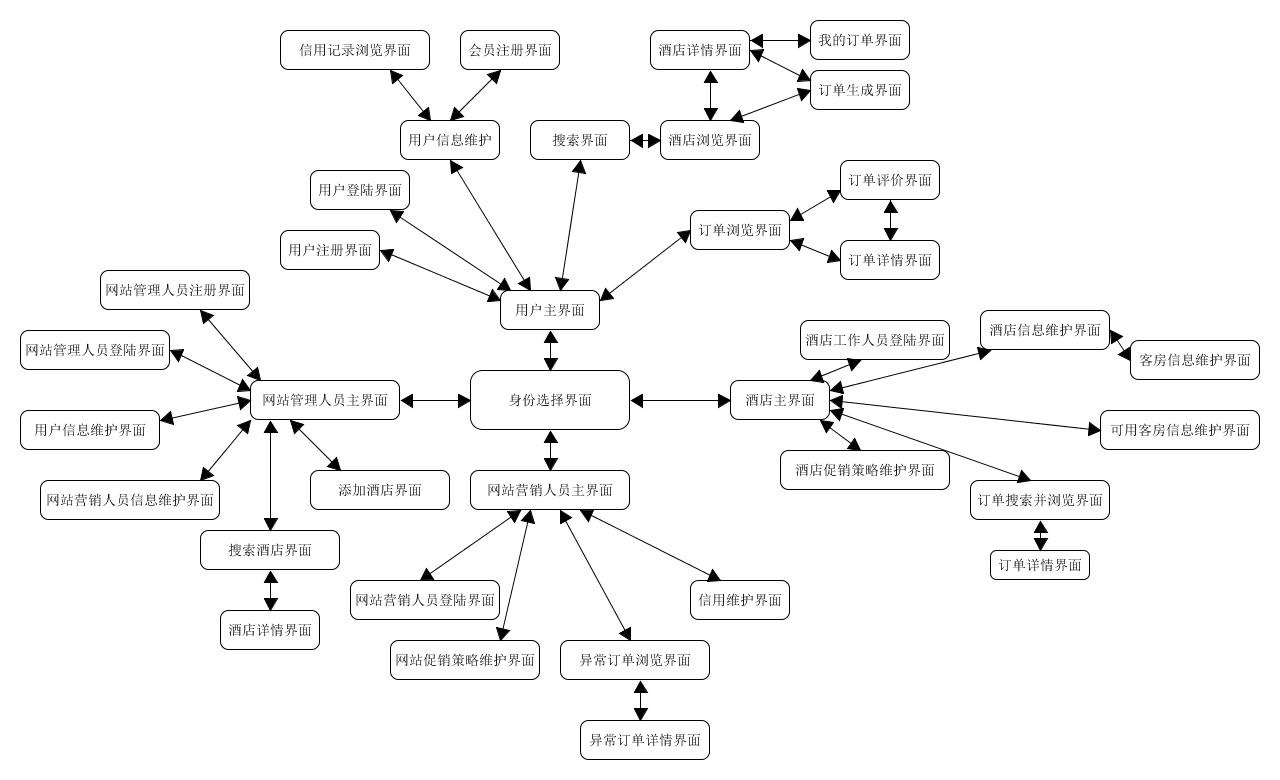 信用记录浏览界面
会员注册界面
酒店详情界面
我的订单界面
订单生成界面
用户信息维护
搜索界面
酒店浏览界面
用户登陆界面
订单评价界面
用户注册界面
订单浏览界面
订单详情界面
网站管理人员注册界面
用户主界面
网站管理人员登陆界面
酒店工作人员登陆界面
酒店信息维护界面
客房信息维护界面
网站管理人员主界面
身份选择界面
酒店主界面
用户信息维护界面
可用客房信息维护界面
网站营销人员信息维护界面
添加酒店界面
网站营销人员主界面
酒店促销策略维护界面
订单搜索并浏览界面
搜索酒店界面
订单详情界面
酒店详情界面
网站营销人员登陆界面
信用维护界面
网站促销策略维护界面
异常订单浏览界面
异常订单详情界面